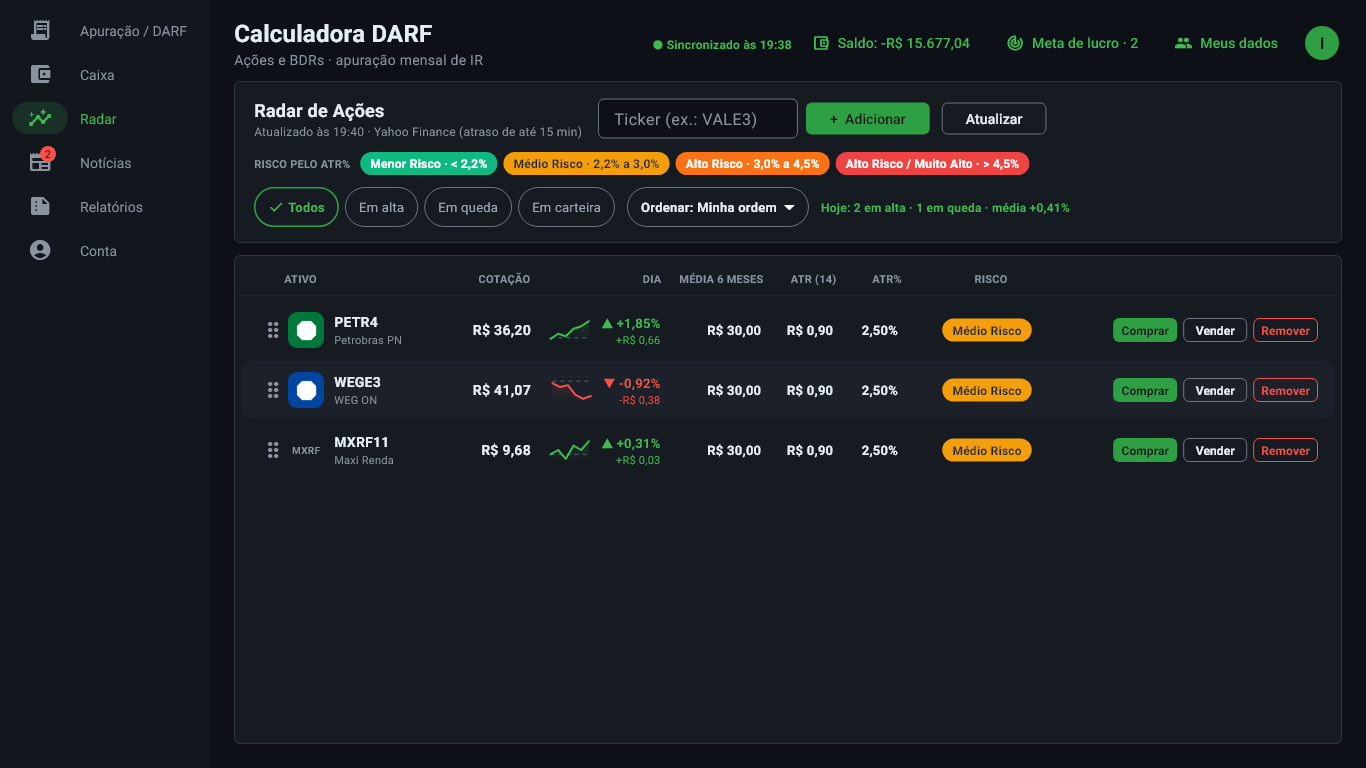 Apuração / DARF
Caixa
Radar
2
Notícias
Relatórios
Conta
Calculadora DARF
Ações e BDRs · apuração mensal de IR
Sincronizado às 19:38
Saldo: -R$ 15.677,04
Meta de lucro · 2
Meus dados
I
Radar de Ações
Atualizado às 19:40 · Yahoo Finance (atraso de até 15 min)
Ticker (ex.: VALE3)
+ Adicionar
Atualizar
RISCO PELO ATR%
Menor Risco · < 2,2%
Médio Risco · 2,2% a 3,0%
Alto Risco · 3,0% a 4,5%
Alto Risco / Muito Alto · > 4,5%
Todos
Em alta
Em queda
Em carteira
Ordenar: Minha ordem
Hoje: 2 em alta · 1 em queda · média +0,41%
ATIVO COTAÇÃO DIA MÉDIA 6 MESES ATR (14) ATR% RISCO
PETR4
Petrobras PN
R$ 36,20
▲ +1,85%
+R$ 0,66
R$ 30,00
R$ 0,90
2,50%
Médio Risco
Comprar
Vender
Remover
WEGE3
WEG ON
R$ 41,07
▼ -0,92%
-R$ 0,38
R$ 30,00
R$ 0,90
2,50%
Médio Risco
Comprar
Vender
Remover
MXRF
MXRF11
Maxi Renda
R$ 9,68
▲ +0,31%
+R$ 0,03
R$ 30,00
R$ 0,90
2,50%
Médio Risco
Comprar
Vender
Remover